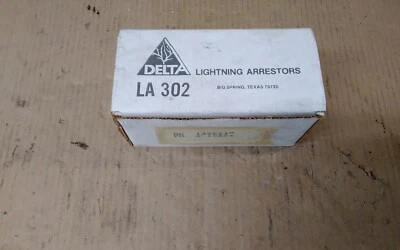 DELTA
LIGHTNING ARRESTORS
LA 302
BIG SPRING, TEXAS 79720